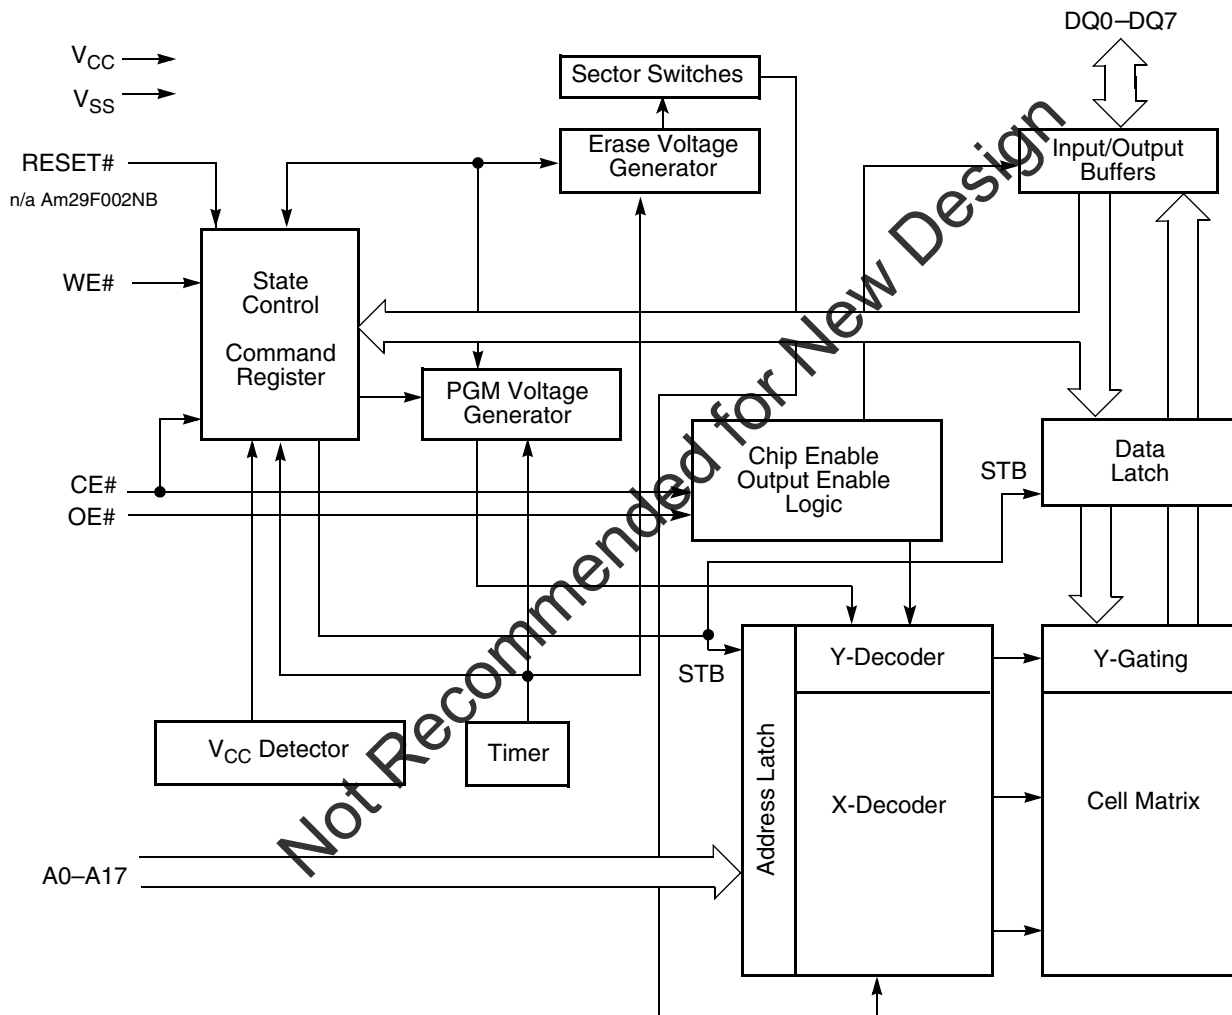 DQ0–DQ7
VCC
VSS
Sector Switches
RESET#
n/a Am29F002NB
Erase Voltage
Generator
Input/Output
Buffers
WE#
State
Control
Command
Register
PGM Voltage
Generator
Chip Enable
Output Enable
Logic
STB
Data
Latch
CE#
OE#
STB
Y-Decoder
Y-Gating
VCC Detector
Timer
Address Latch
X-Decoder
Cell Matrix
A0–A17
Not Recommended for New Design